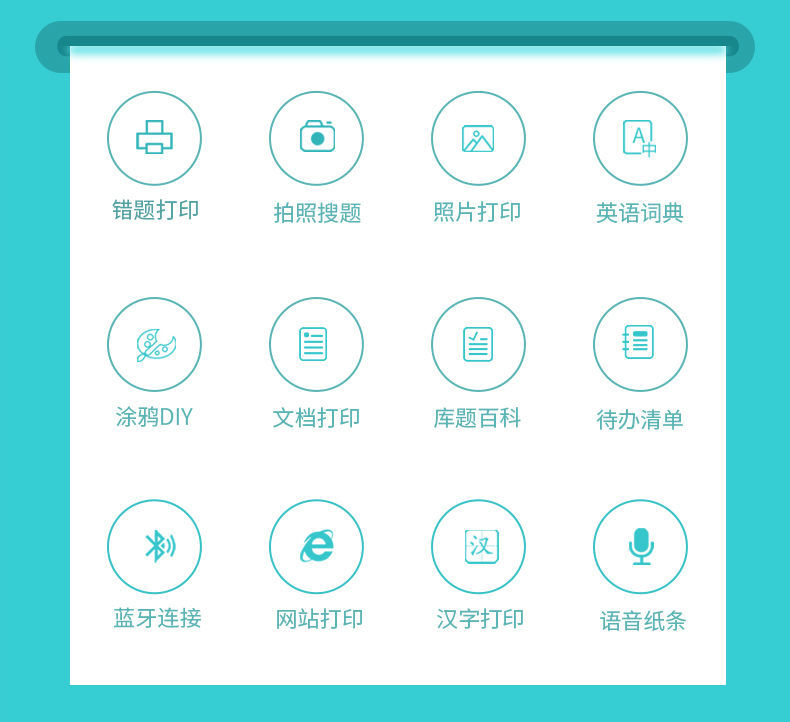 错题打印 拍照搜题 照片打印 英语词典
涂鸦DIY 文档打印 库题百科 待办清单
汉
蓝牙连接 网站打印 汉字打印 语音纸条